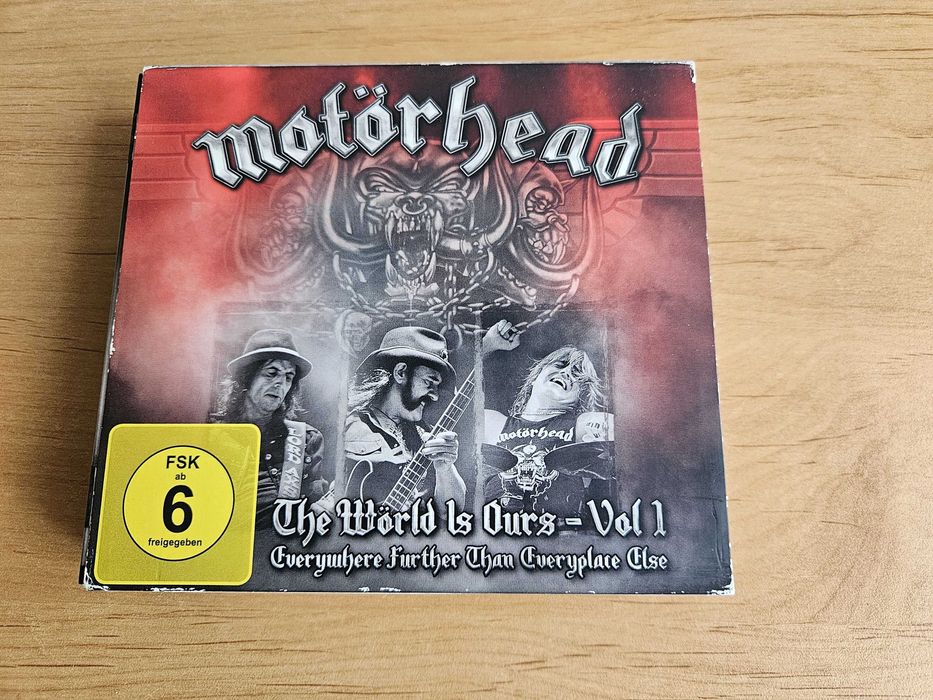 motörhead
motörhead
FSK
ab
6
freigegeben
The Wörld Is Ours - Vol 1
Everywhere Further Than Everyplace Else